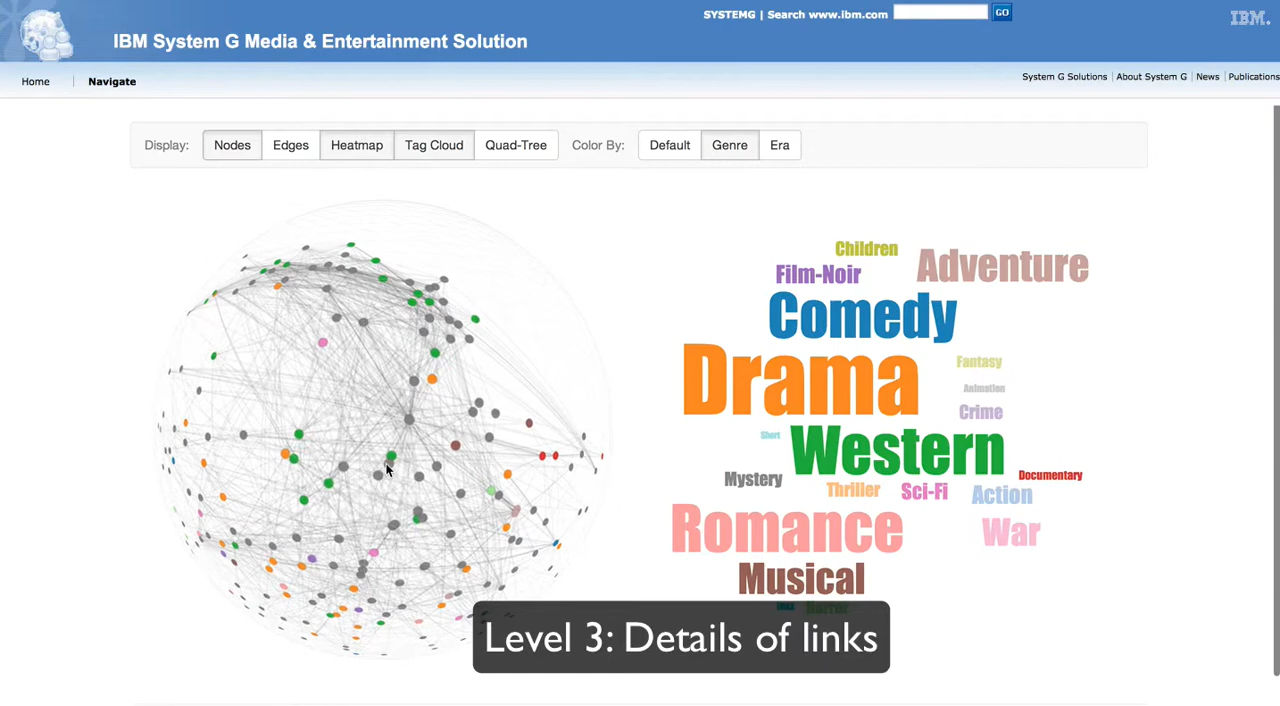 SYSTEMG | Search www.ibm.com GO
IBM.
IBM System G Media & Entertainment Solution
Home | Navigate
System G Solutions | About System G | News | Publications
Display: Nodes Edges Heatmap Tag Cloud Quad-Tree Color By: Default Genre Era
Children
Film-Noir
Adventure
Comedy
Drama
Fantasy
Animation
Crime
Short
Western
Mystery
Documentary
Thriller
Sci-Fi
Action
Romance
War
Musical
IMAX
Horror
Level 3: Details of links